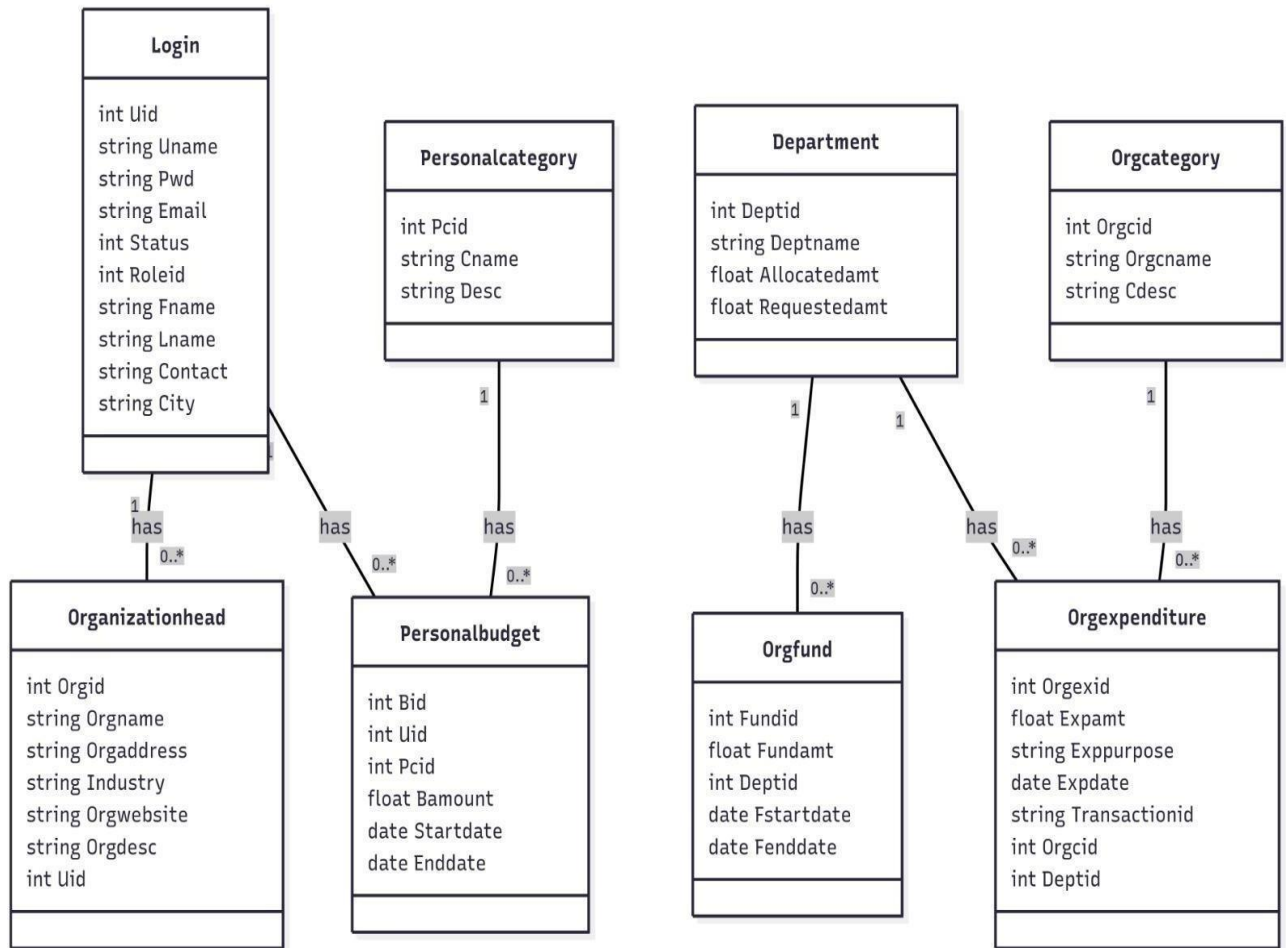 Login
int Uid
string Uname
string Pwd
string Email
int Status
int Roleid
string Fname
string Lname
string Contact
string City
Personalcategory
int Pcid
string Cname
string Desc
Department
int Deptid
string Deptname
float Allocatedamt
float Requestedamt
Orgcategory
int Orgcid
string Orgcname
string Cdesc
1
1
1
1
1
has
has
has
has
has
has
0..*
0..*
0..*
0..*
0..*
0..*
Organizationhead
int Orgid
string Orgname
string Orgaddress
string Industry
string Orgwebsite
string Orgdesc
int Uid
Personalbudget
int Bid
int Uid
int Pcid
float Bamount
date Startdate
date Enddate
Orgfund
int Fundid
float Fundamt
int Deptid
date Fstartdate
date Fenddate
Orgexpenditure
int Orgexid
float Expamt
string Exppurpose
date Expdate
string Transactionid
int Orgcid
int Deptid